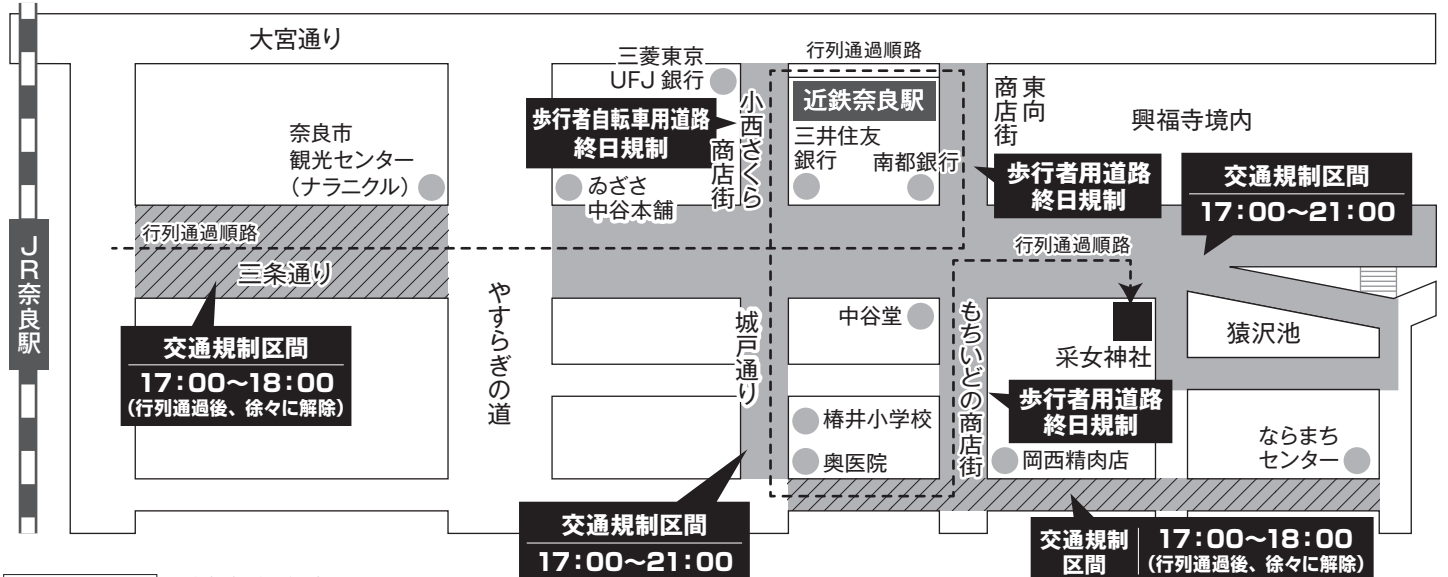 大宮通り
三菱東京
UFJ 銀行
行列通過順路
近鉄奈良駅
東向
商店街
興福寺境内
小西さくら
商店街
歩行者自転車用道路
終日規制
奈良市
観光センター
（ナラニクル）
三井住友
銀行
南都銀行
歩行者用道路
終日規制
交通規制区間
17：00〜21：00
ゐざさ
中谷本舗
行列通過順路
行列通過順路
JR奈良駅
三条通り
やすらぎの道
城戸通り
中谷堂
もちいどの商店街
采女神社
猿沢池
交通規制区間
17：00〜18：00
（行列通過後、徐々に解除）
歩行者用道路
終日規制
椿井小学校
奥医院
岡西精肉店
ならまち
センター
交通規制区間
17：00〜21：00
交通規制
区間
17：00〜18：00
（行列通過後、徐々に解除）